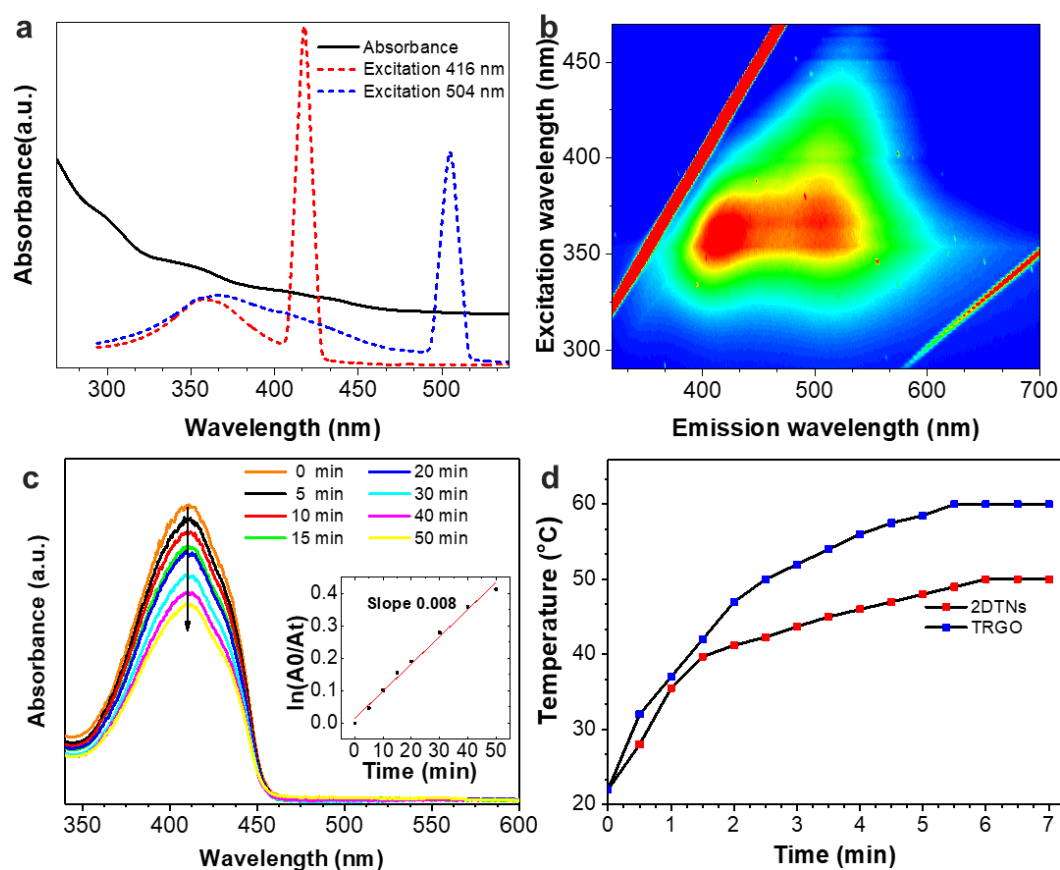 a
Absorbance
Excitation 416 nm
Excitation 504 nm
Absorbance(a.u.)
300 350 400 450 500
Wavelength (nm)
b
450
400
350
300
Excitation wavelength (nm)
400 500 600 700
Emission wavelength (nm)
c
0 min 20 min
5 min 30 min
10 min 40 min
15 min 50 min
Absorbance (a.u.)
0.4
0.3
0.2
0.1
0.0
Slope 0.008
ln(A0/At)
0 10 20 30 40 50
Time (min)
340 400 450 500 550 600
Wavelength (nm)
d
60
50
40
30
20
Temperature (°C)
2DTNs
TRGO
0 1 2 3 4 5 6 7
Time (min)